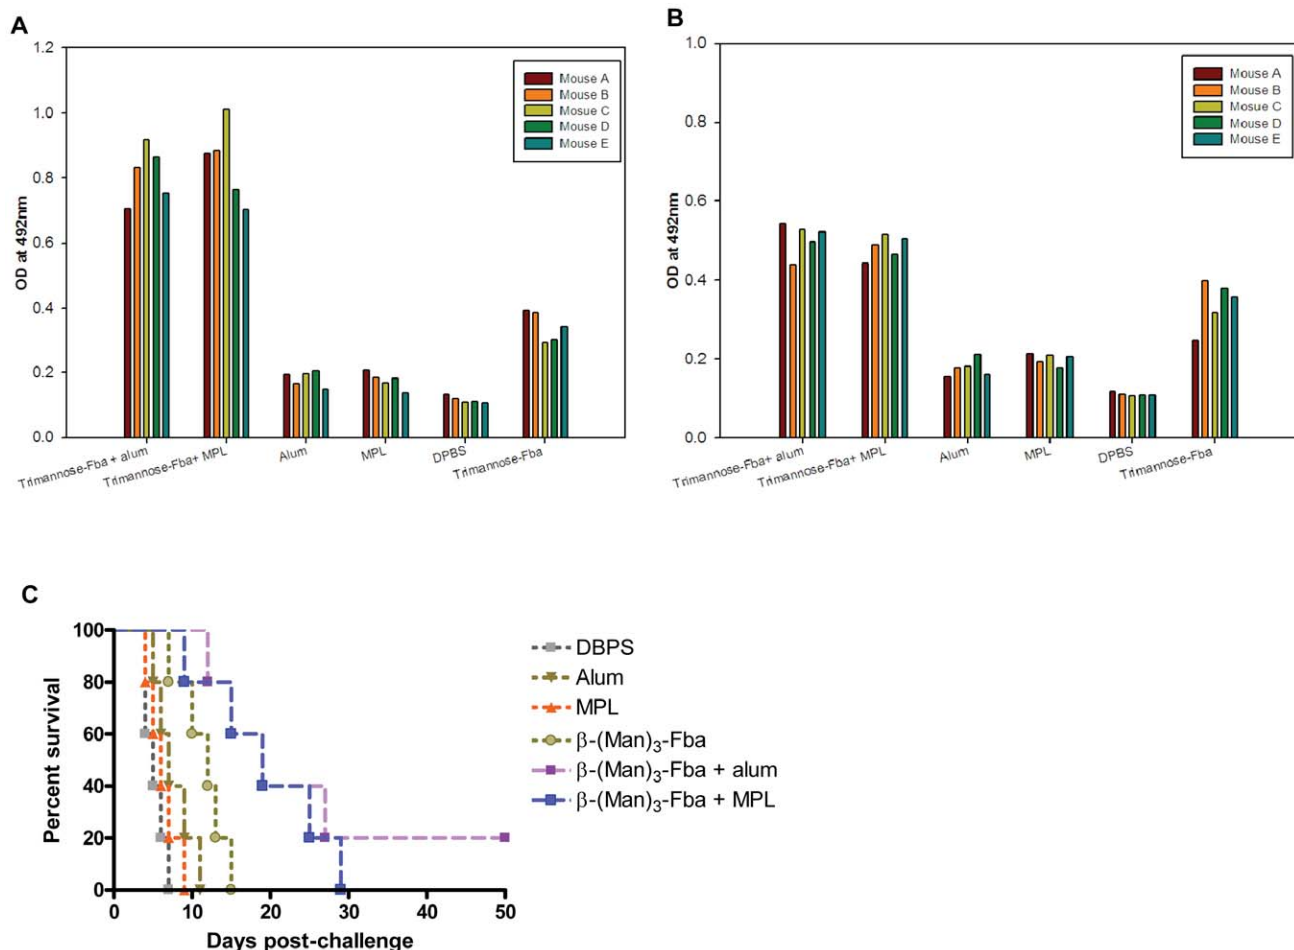 A
1.2
1.0
0.8
0.6
0.4
0.2
0.0
OD at 492nm
Mouse A
Mouse B
Mosue C
Mouse D
Mouse E
Trimannose-Fba + alum
Trimannose-Fba+ MPL
Alum
MPL
DPBS
Trimannose-Fba
B
1.0
0.8
0.6
0.4
0.2
0.0
OD at 492nm
Mouse A
Mouse B
Mosue C
Mouse D
Mouse E
Trimannose-Fba+ alum
Trimannose-Fba+ MPL
Alum
MPL
DPBS
Trimannose-Fba
C
100
80
60
40
20
0
Percent survival
0 10 20 30 40 50
Days post-challenge
DBPS
Alum
MPL
β-(Man)₃-Fba
β-(Man)₃-Fba + alum
β-(Man)₃-Fba + MPL